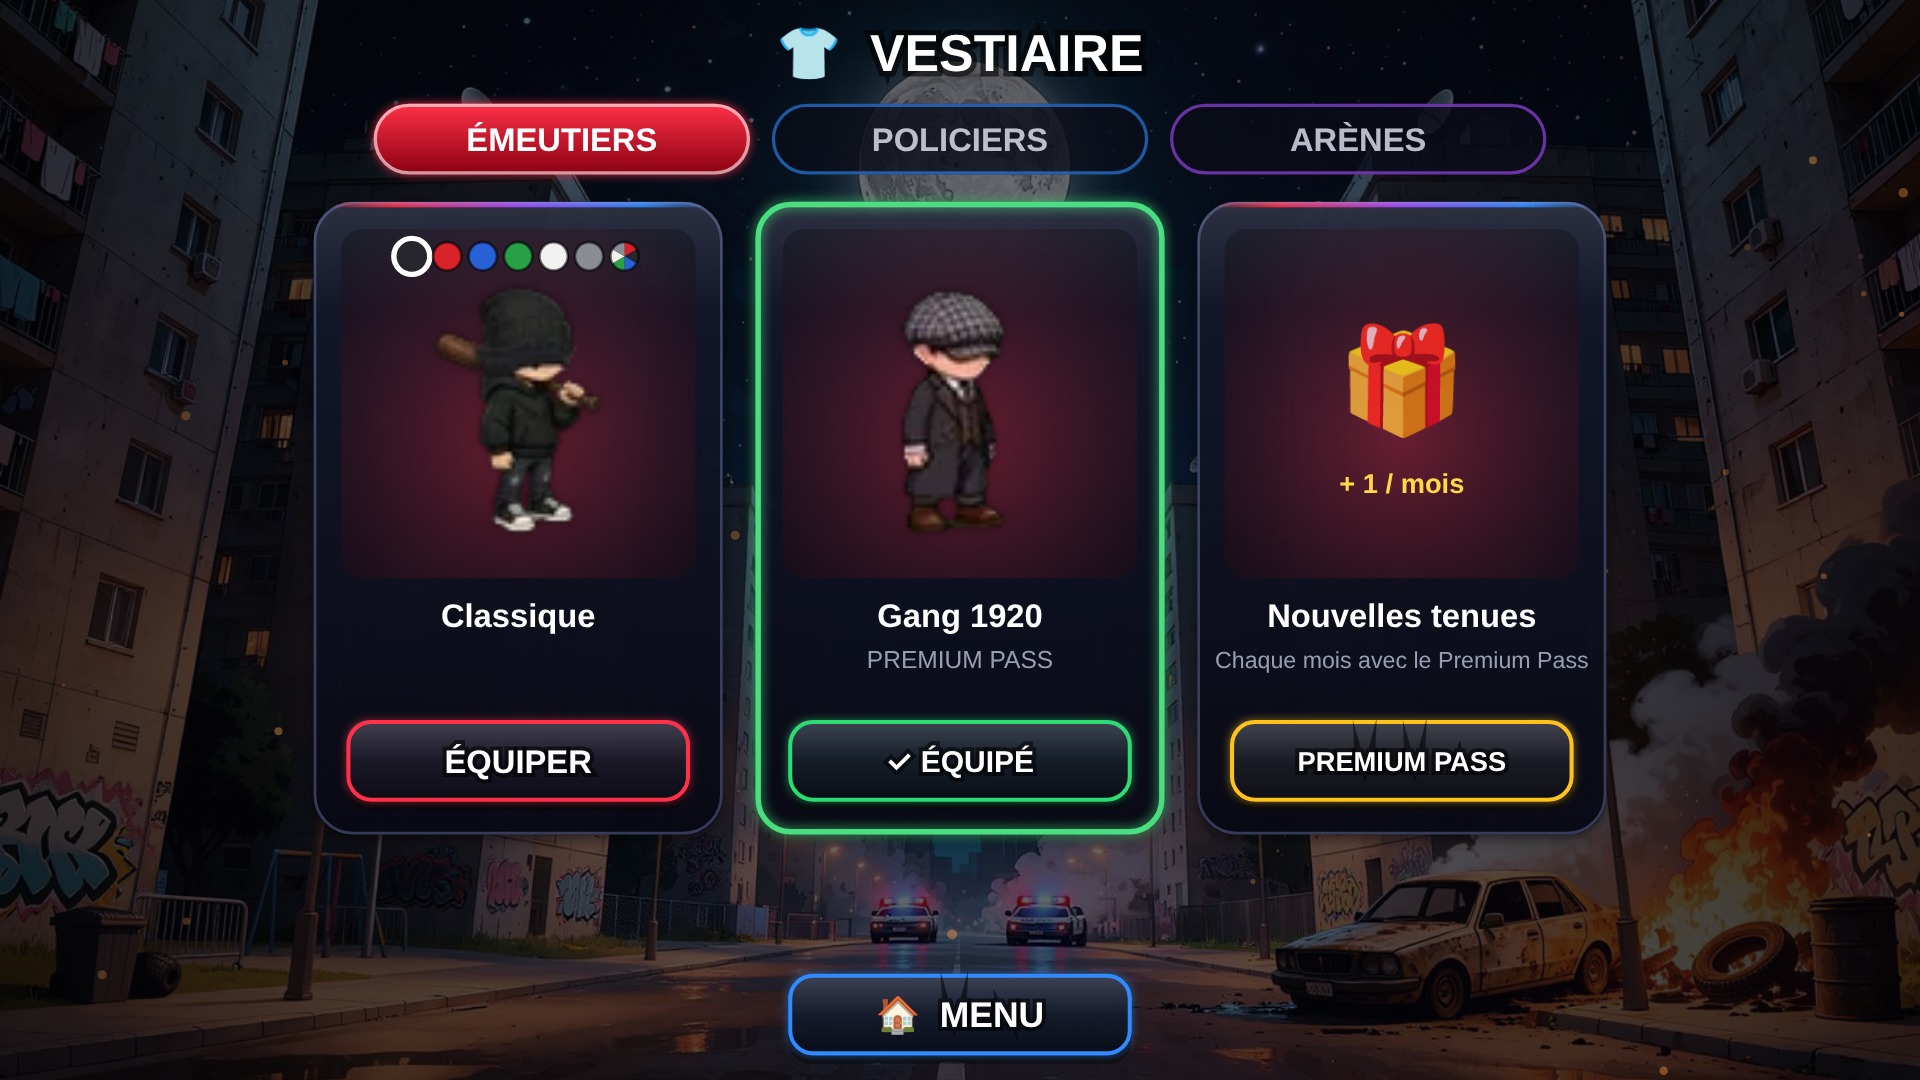 VESTIAIRE
ÉMEUTIERS
POLICIERS
ARÈNES
Classique
ÉQUIPER
Gang 1920
PREMIUM PASS
✓ ÉQUIPÉ
+ 1 / mois
Nouvelles tenues
Chaque mois avec le Premium Pass
PREMIUM PASS
MENU